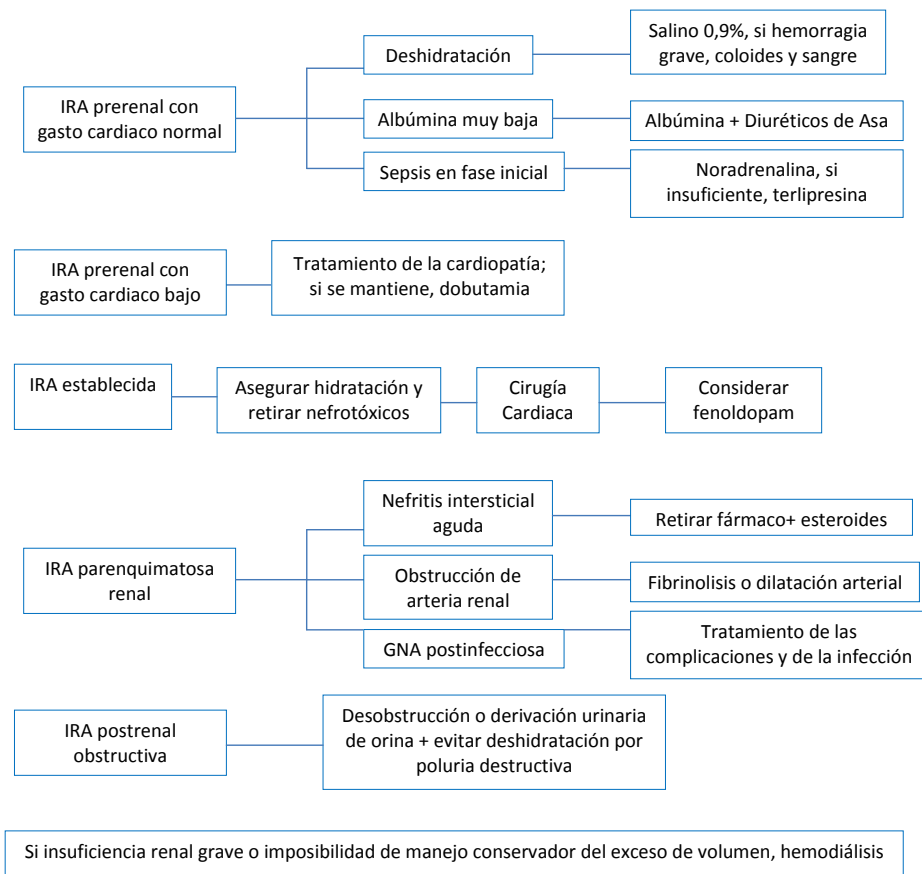 Deshidratación
Salino 0,9%, si hemorragia
grave, coloides y sangre
IRA prerenal con
gasto cardiaco normal
Albúmina muy baja
Albúmina + Diuréticos de Asa
Sepsis en fase inicial
Noradrenalina, si
insuficiente, terlipresina
IRA prerenal con
gasto cardiaco bajo
Tratamiento de la cardiopatía;
si se mantiene, dobutamia
IRA establecida
Asegurar hidratación y
retirar nefrotóxicos
Cirugía
Cardiaca
Considerar
fenoldopam
IRA parenquimatosa
renal
Nefritis intersticial
aguda
Retirar fármaco+ esteroides
Obstrucción de
arteria renal
Fibrinolisis o dilatación arterial
GNA postinfecciosa
Tratamiento de las
complicaciones y de la infección
IRA postrenal
obstructiva
Desobstrucción o derivación urinaria
de orina + evitar deshidratación por
poluria destructiva
Si insuficiencia renal grave o imposibilidad de manejo conservador del exceso de volumen, hemodiálisis